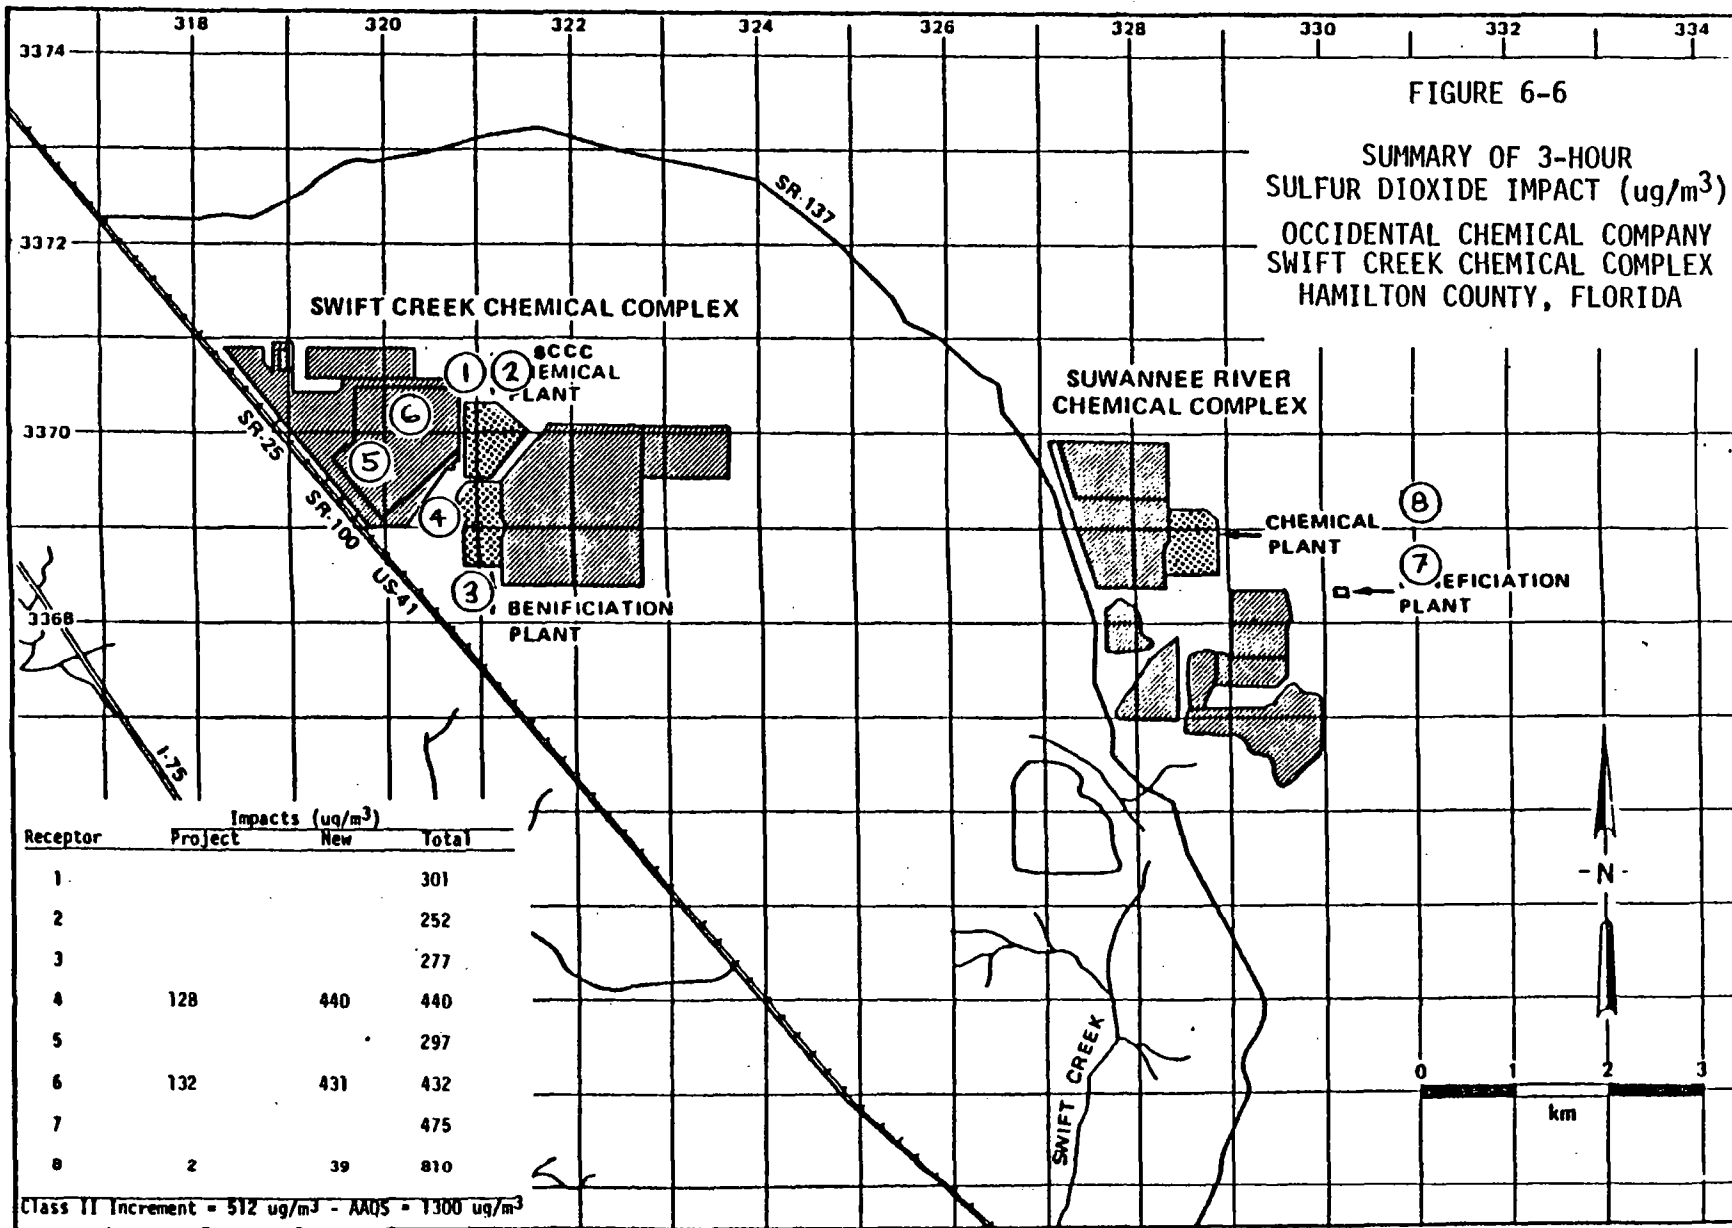 318 320 322 324 326 328 330 332 334
3374
3372
3370
3368
FIGURE 6-6
SUMMARY OF 3-HOUR
SULFUR DIOXIDE IMPACT (ug/m³)
OCCIDENTAL CHEMICAL COMPANY
SWIFT CREEK CHEMICAL COMPLEX
HAMILTON COUNTY, FLORIDA
SR-137
SWIFT CREEK CHEMICAL COMPLEX
1
2
SCCC
EMICAL
PLANT
6
5
4
3
BENIFICIATION
PLANT
SR-25
SR-100
US-41
I-75
SUWANNEE RIVER
CHEMICAL COMPLEX
8
CHEMICAL
PLANT
7
EFICIATION
PLANT
SWIFT CREEK
- N -
0 1 2 3
km
Impacts (ug/m³)
Receptor Project New Total
1 301
2 252
3 277
4 128 440 440
5 297
6 132 431 432
7 475
8 2 39 810
Class II Increment = 512 ug/m³ - AAQS = 1300 ug/m³